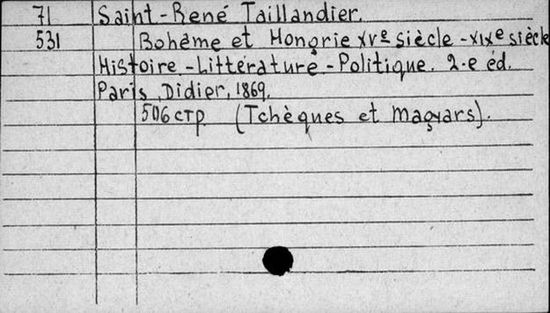 71 Saint-René Taillandier.
531 Bohême et Hongrie XVe siècle - XIXe siècle
Histoire - Littérature - Politique. 2-e éd.
Paris, Didier, 1869.
506 стр (Tchèques et Magyars).